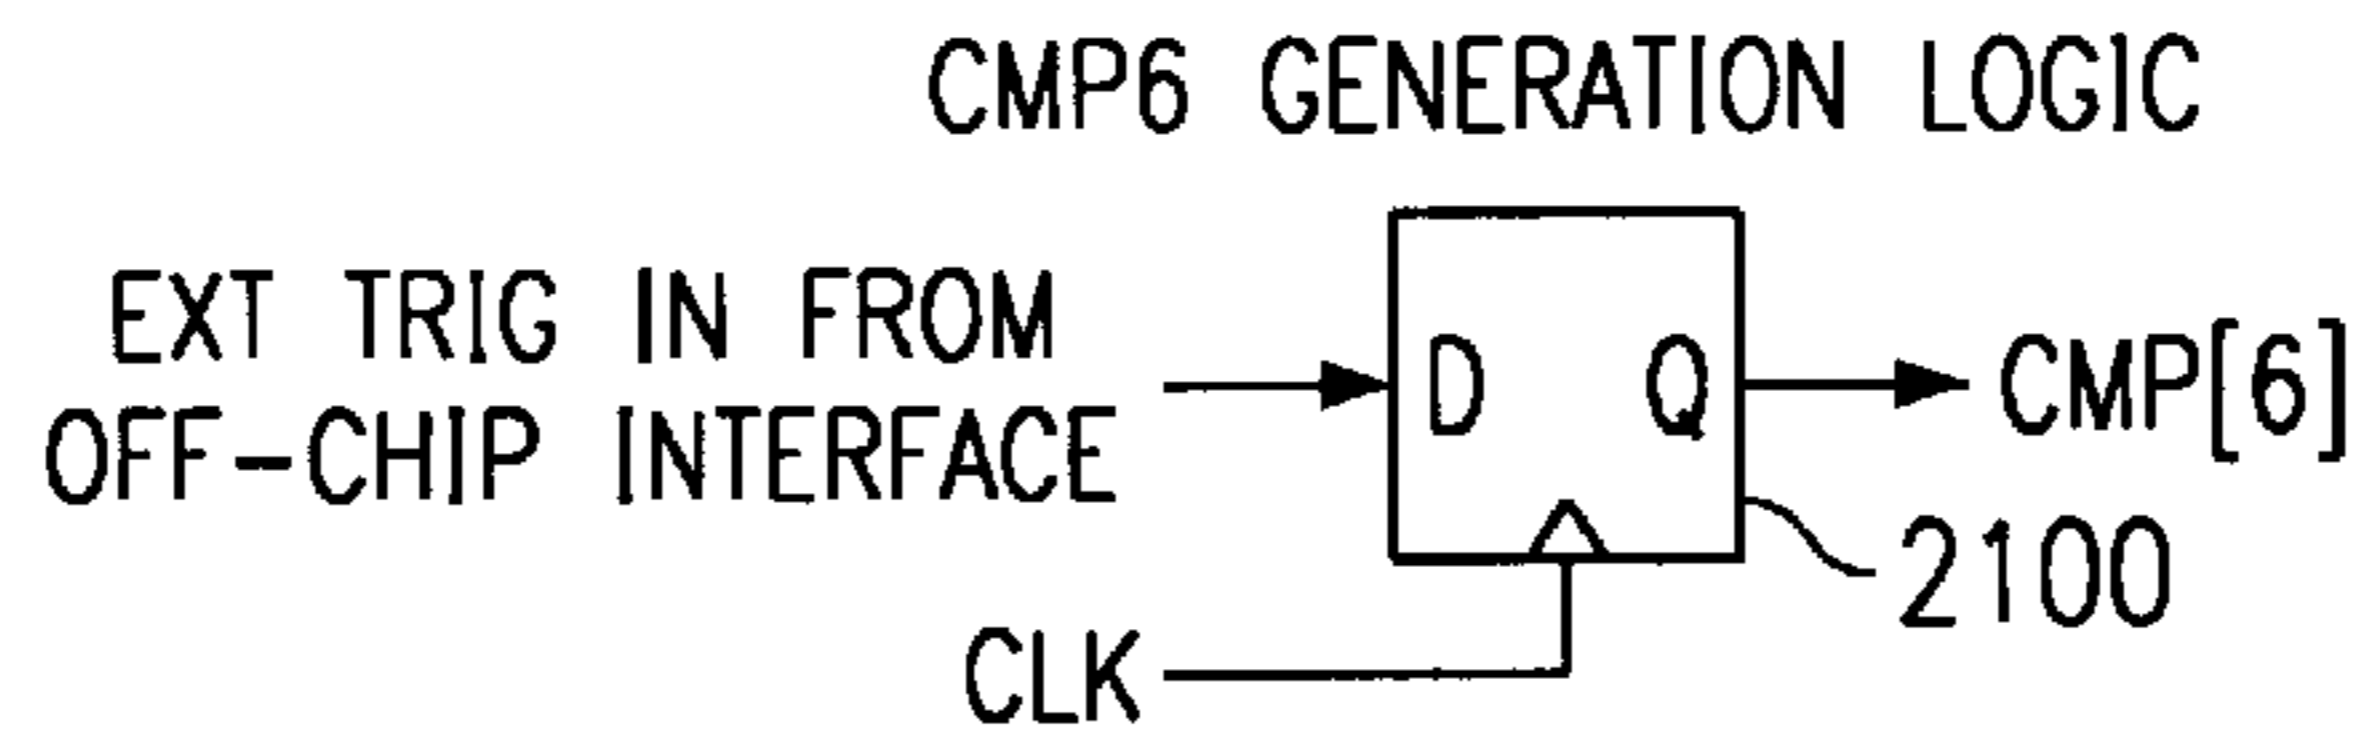 CMP6 GENERATION LOGIC
EXT TRIG IN FROM
OFF-CHIP INTERFACE
D
Q
CMP[6]
2100
CLK